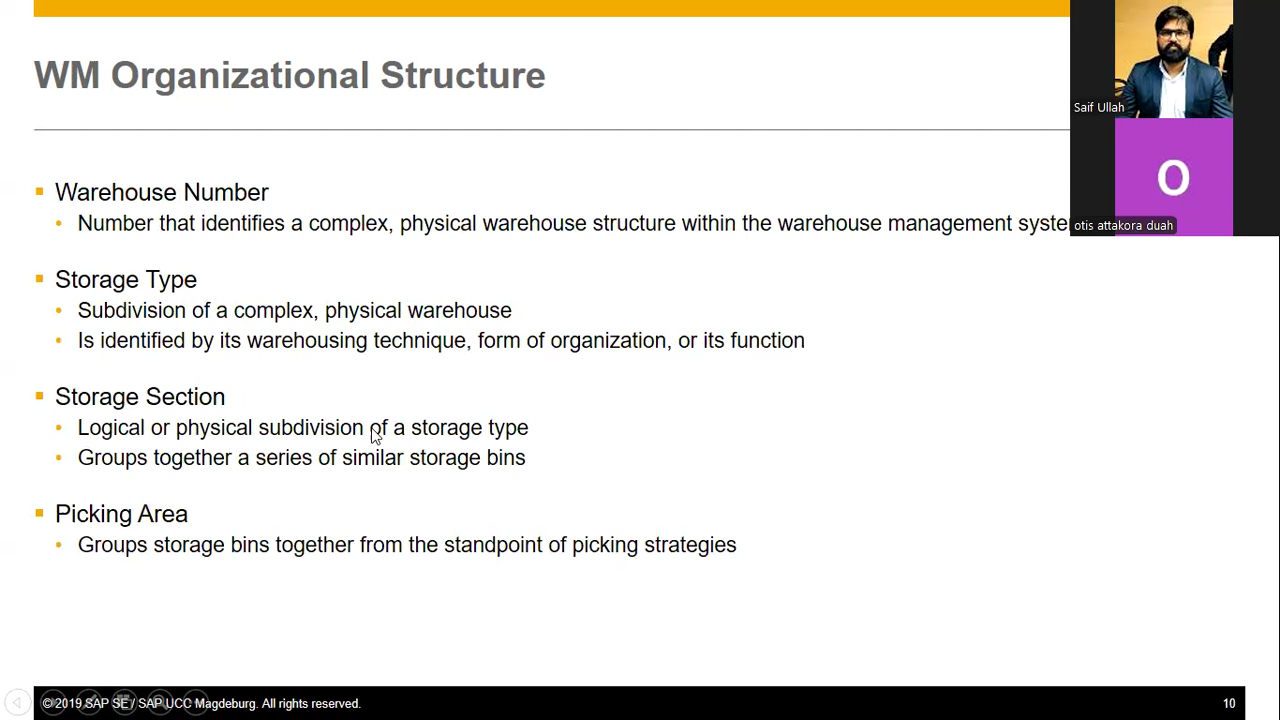 WM Organizational Structure
Saif Ullah
O
otis attakora duah
Warehouse Number
Number that identifies a complex, physical warehouse structure within the warehouse management syste
Storage Type
Subdivision of a complex, physical warehouse
Is identified by its warehousing technique, form of organization, or its function
Storage Section
Logical or physical subdivision of a storage type
Groups together a series of similar storage bins
Picking Area
Groups storage bins together from the standpoint of picking strategies
© 2019 SAP SE / SAP UCC Magdeburg. All rights reserved.
10